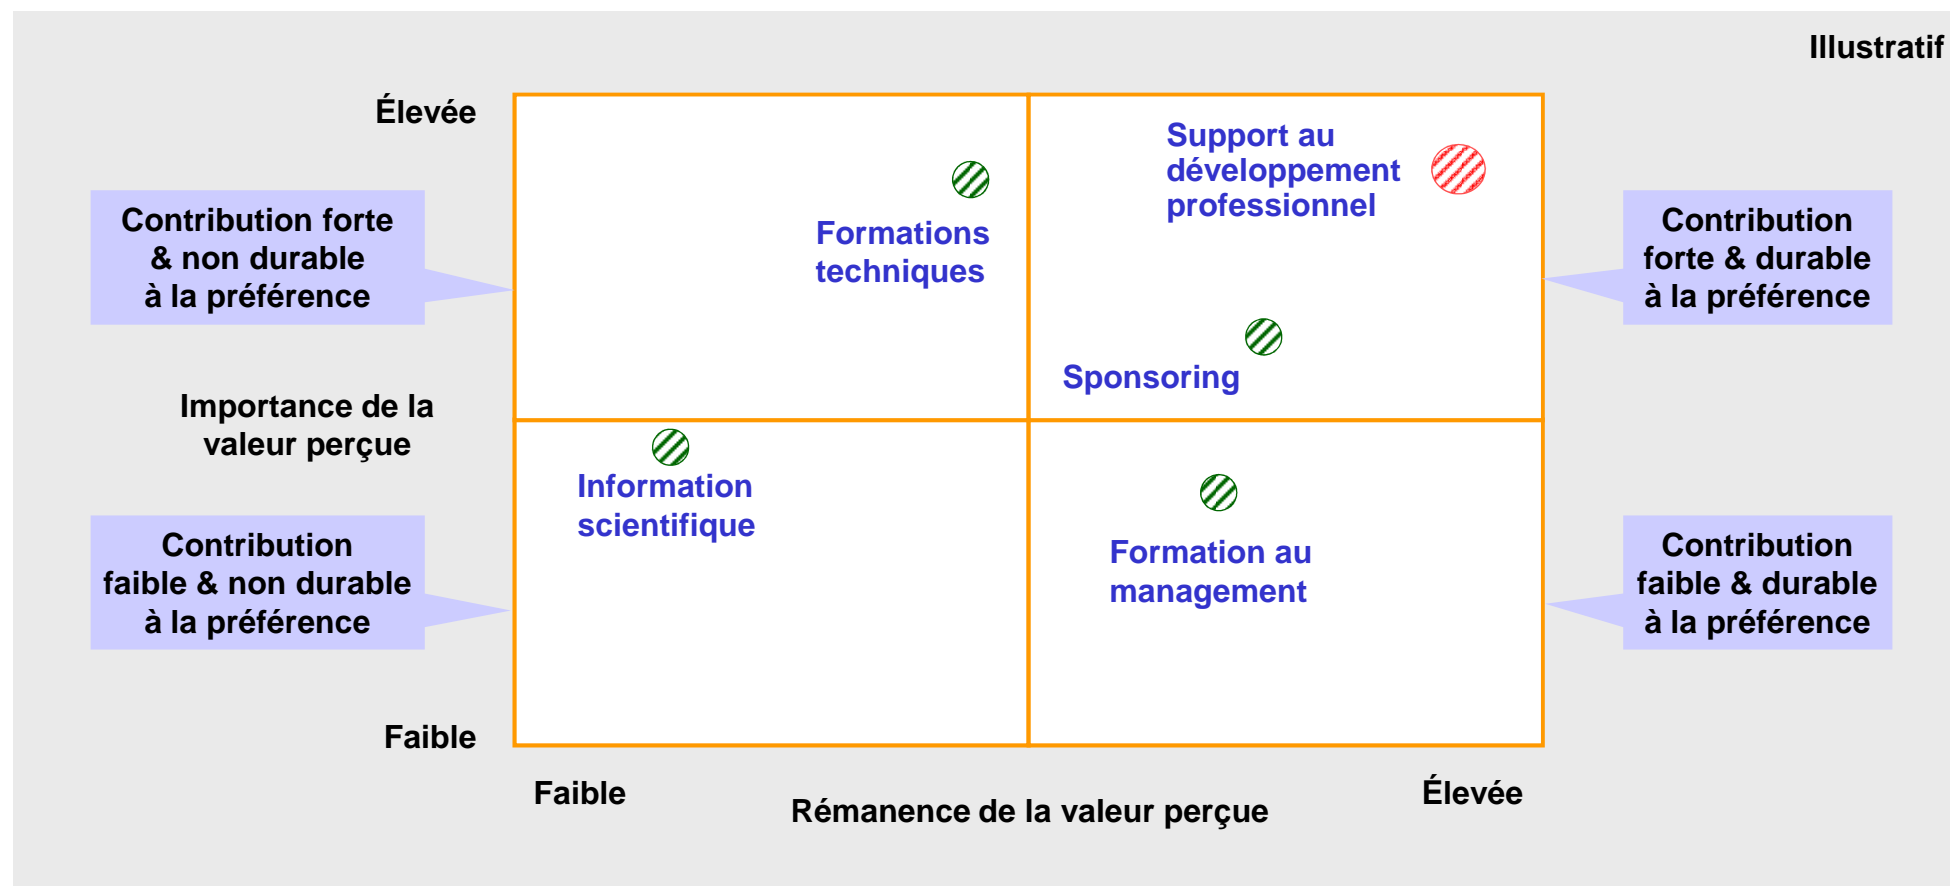 Illustratif
Élevée
Support au
développement
professionnel
Contribution forte
& non durable
à la préférence
Formations
techniques
Contribution
forte & durable
à la préférence
Sponsoring
Importance de la
valeur perçue
Information
scientifique
Contribution
faible & non durable
à la préférence
Formation au
management
Contribution
faible & durable
à la préférence
Faible
Faible
Rémanence de la valeur perçue
Élevée